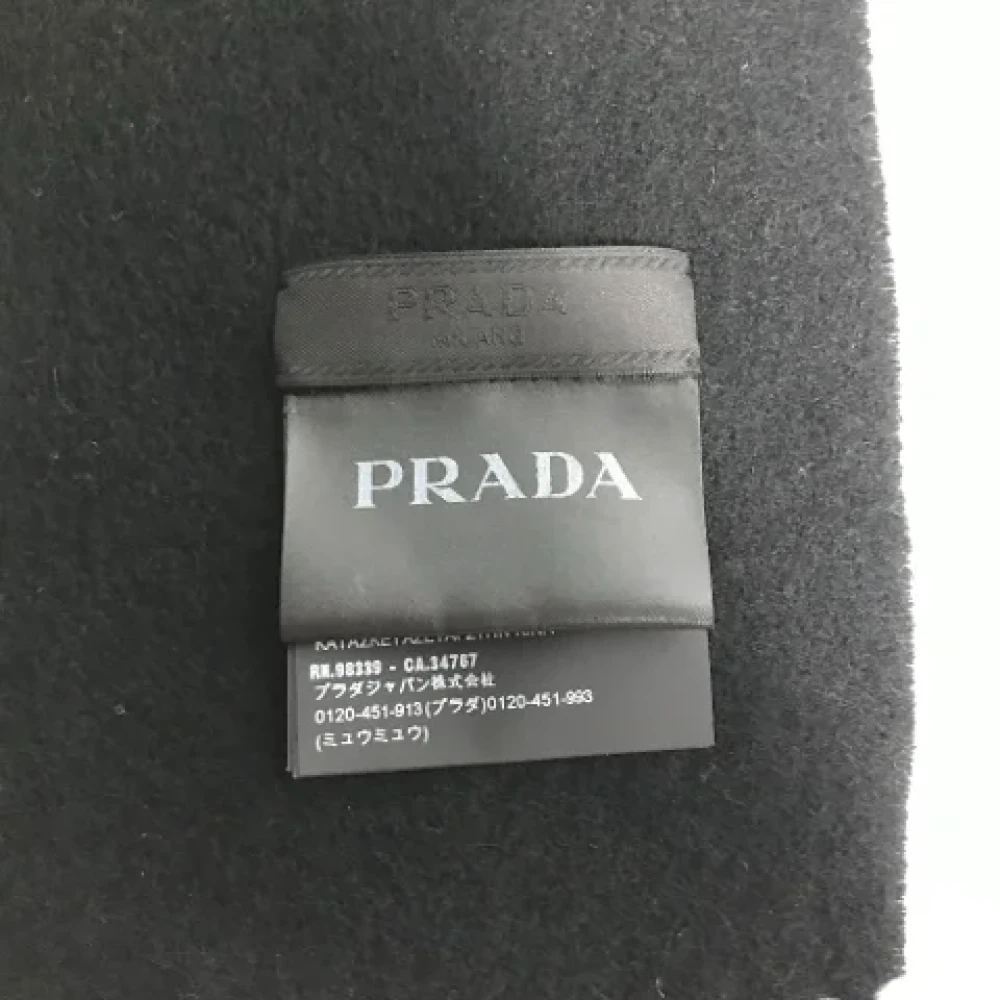 PRADA
MILANO
PRADA
RN.98339 - CA.34767
プラダジャパン株式会社
0120-451-913(プラダ)0120-451-993
(ミュウミュウ)